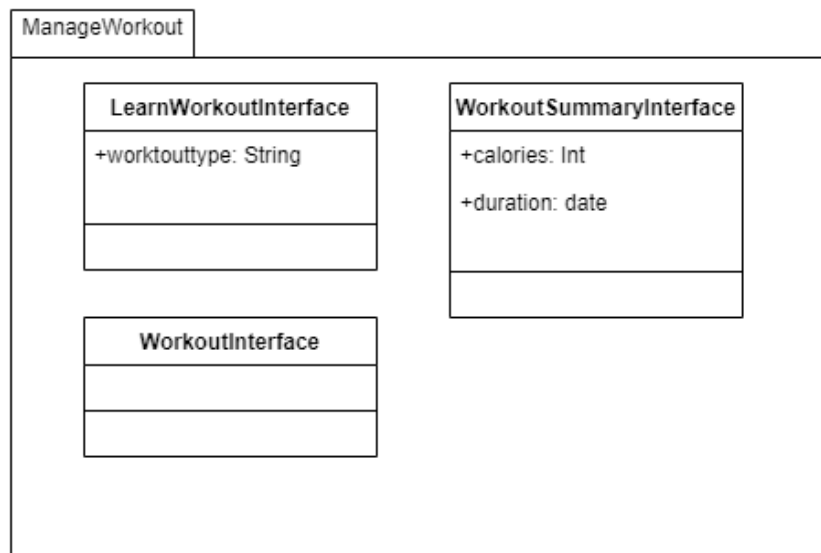 ManageWorkout
LearnWorkoutInterface
+worktouttype: String
WorkoutSummaryInterface
+calories: Int
+duration: date
WorkoutInterface